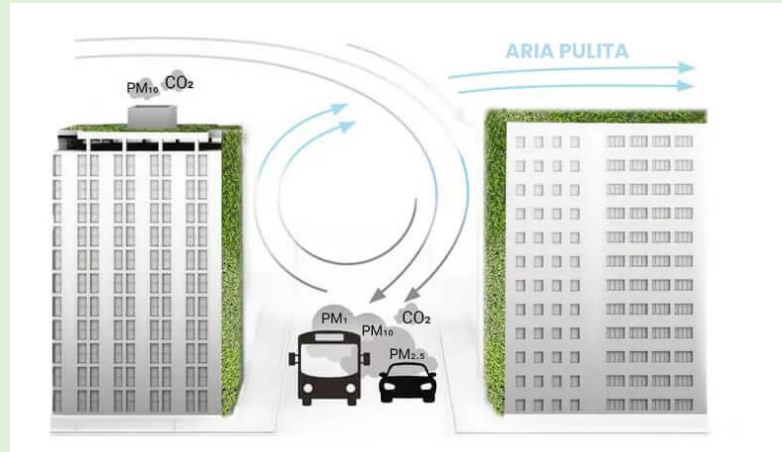 ARIA PULITA
PM₁₀ CO₂
PM₁
PM₁₀
CO₂
PM₂.₅